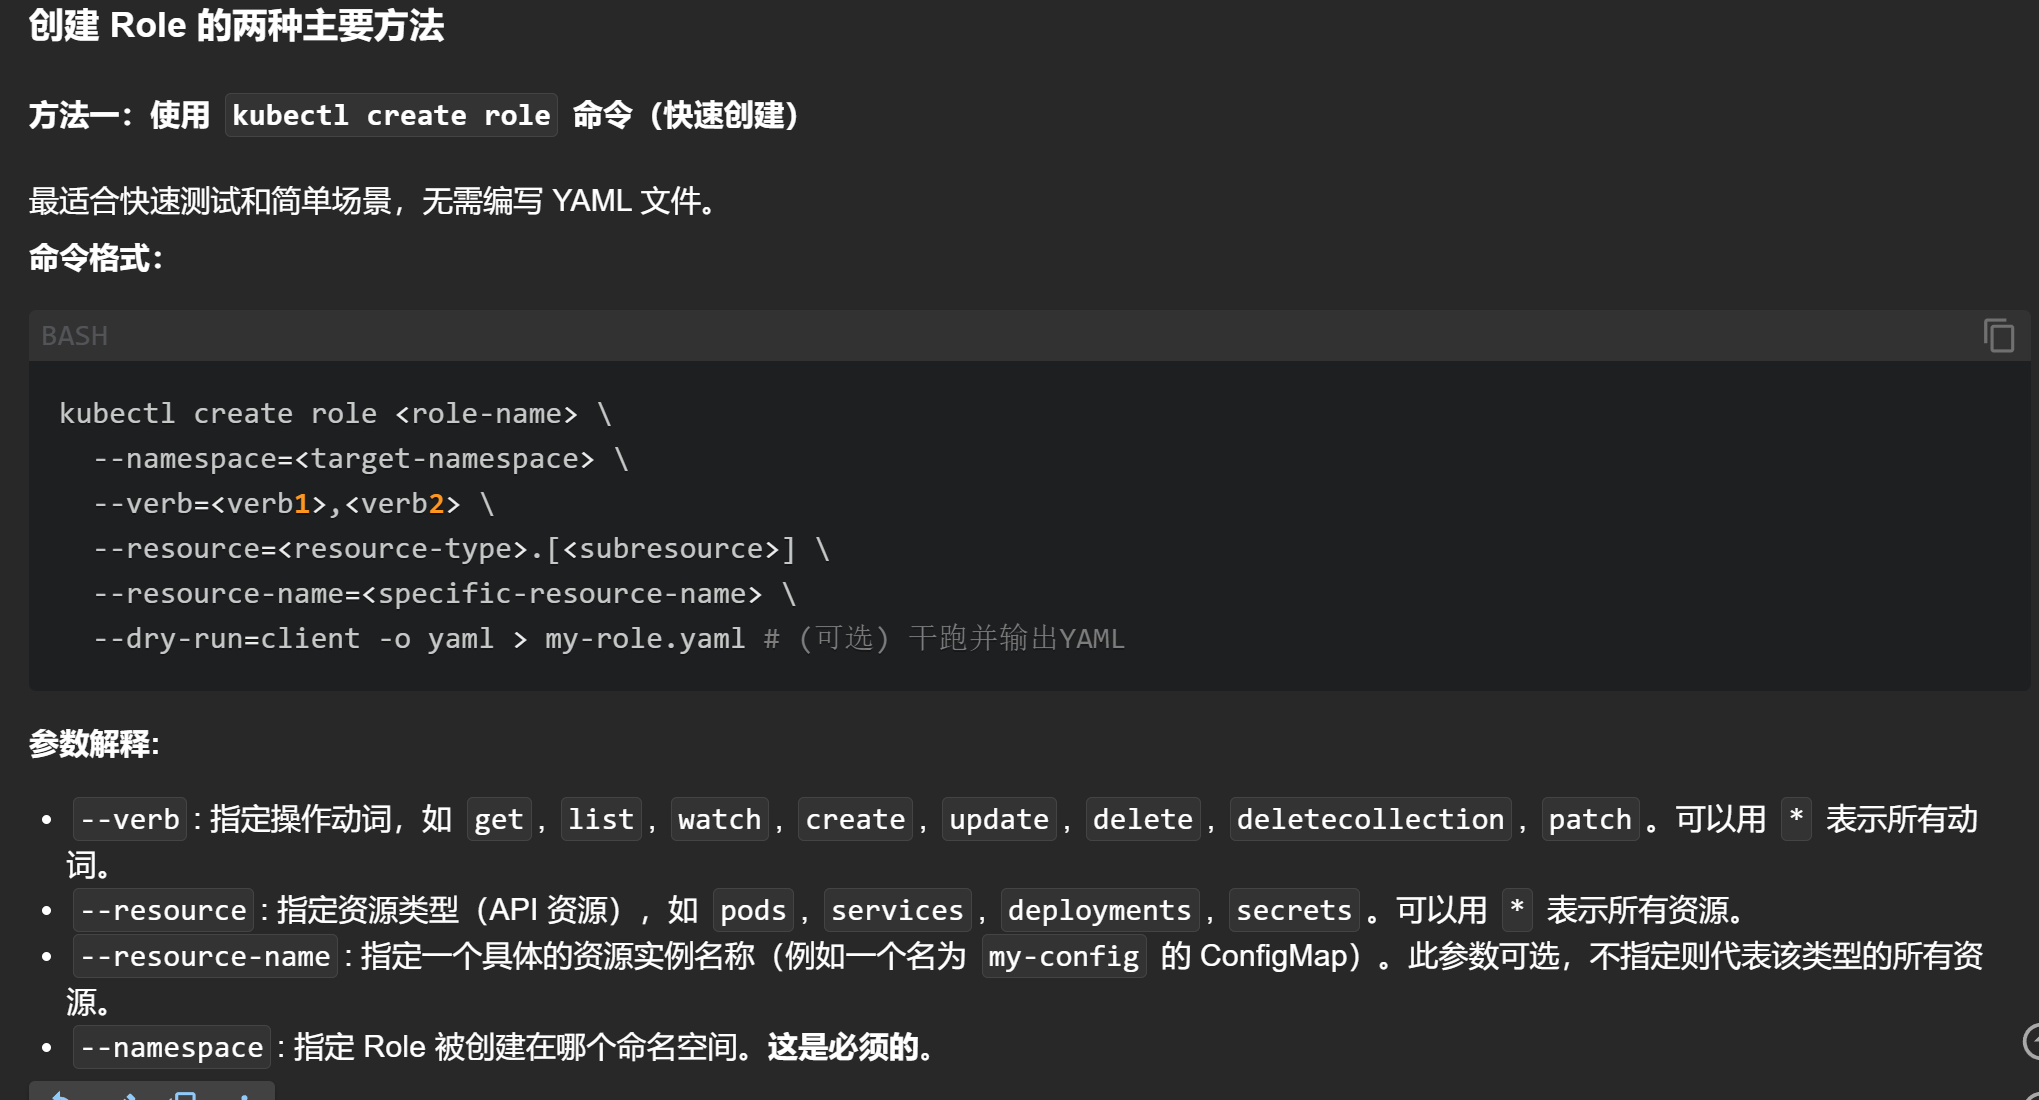 创建 Role 的两种主要方法
方法一：使用 kubectl create role 命令（快速创建）
最适合快速测试和简单场景，无需编写 YAML 文件。
命令格式：
BASH
kubectl create role <role-name> \
  --namespace=<target-namespace> \
  --verb=<verb1>,<verb2> \
  --resource=<resource-type>.[<subresource>] \
  --resource-name=<specific-resource-name> \
  --dry-run=client -o yaml > my-role.yaml # (可选) 干跑并输出YAML
参数解释:
• --verb : 指定操作动词，如 get, list, watch, create, update, delete, deletecollection, patch 。可以用 * 表示所有动
词。
• --resource : 指定资源类型（API 资源），如 pods, services, deployments, secrets 。可以用 * 表示所有资源。
• --resource-name : 指定一个具体的资源实例名称（例如一个名为 my-config 的 ConfigMap）。此参数可选，不指定则代表该类型的所有资
源。
• --namespace : 指定 Role 被创建在哪个命名空间。这是必须的。